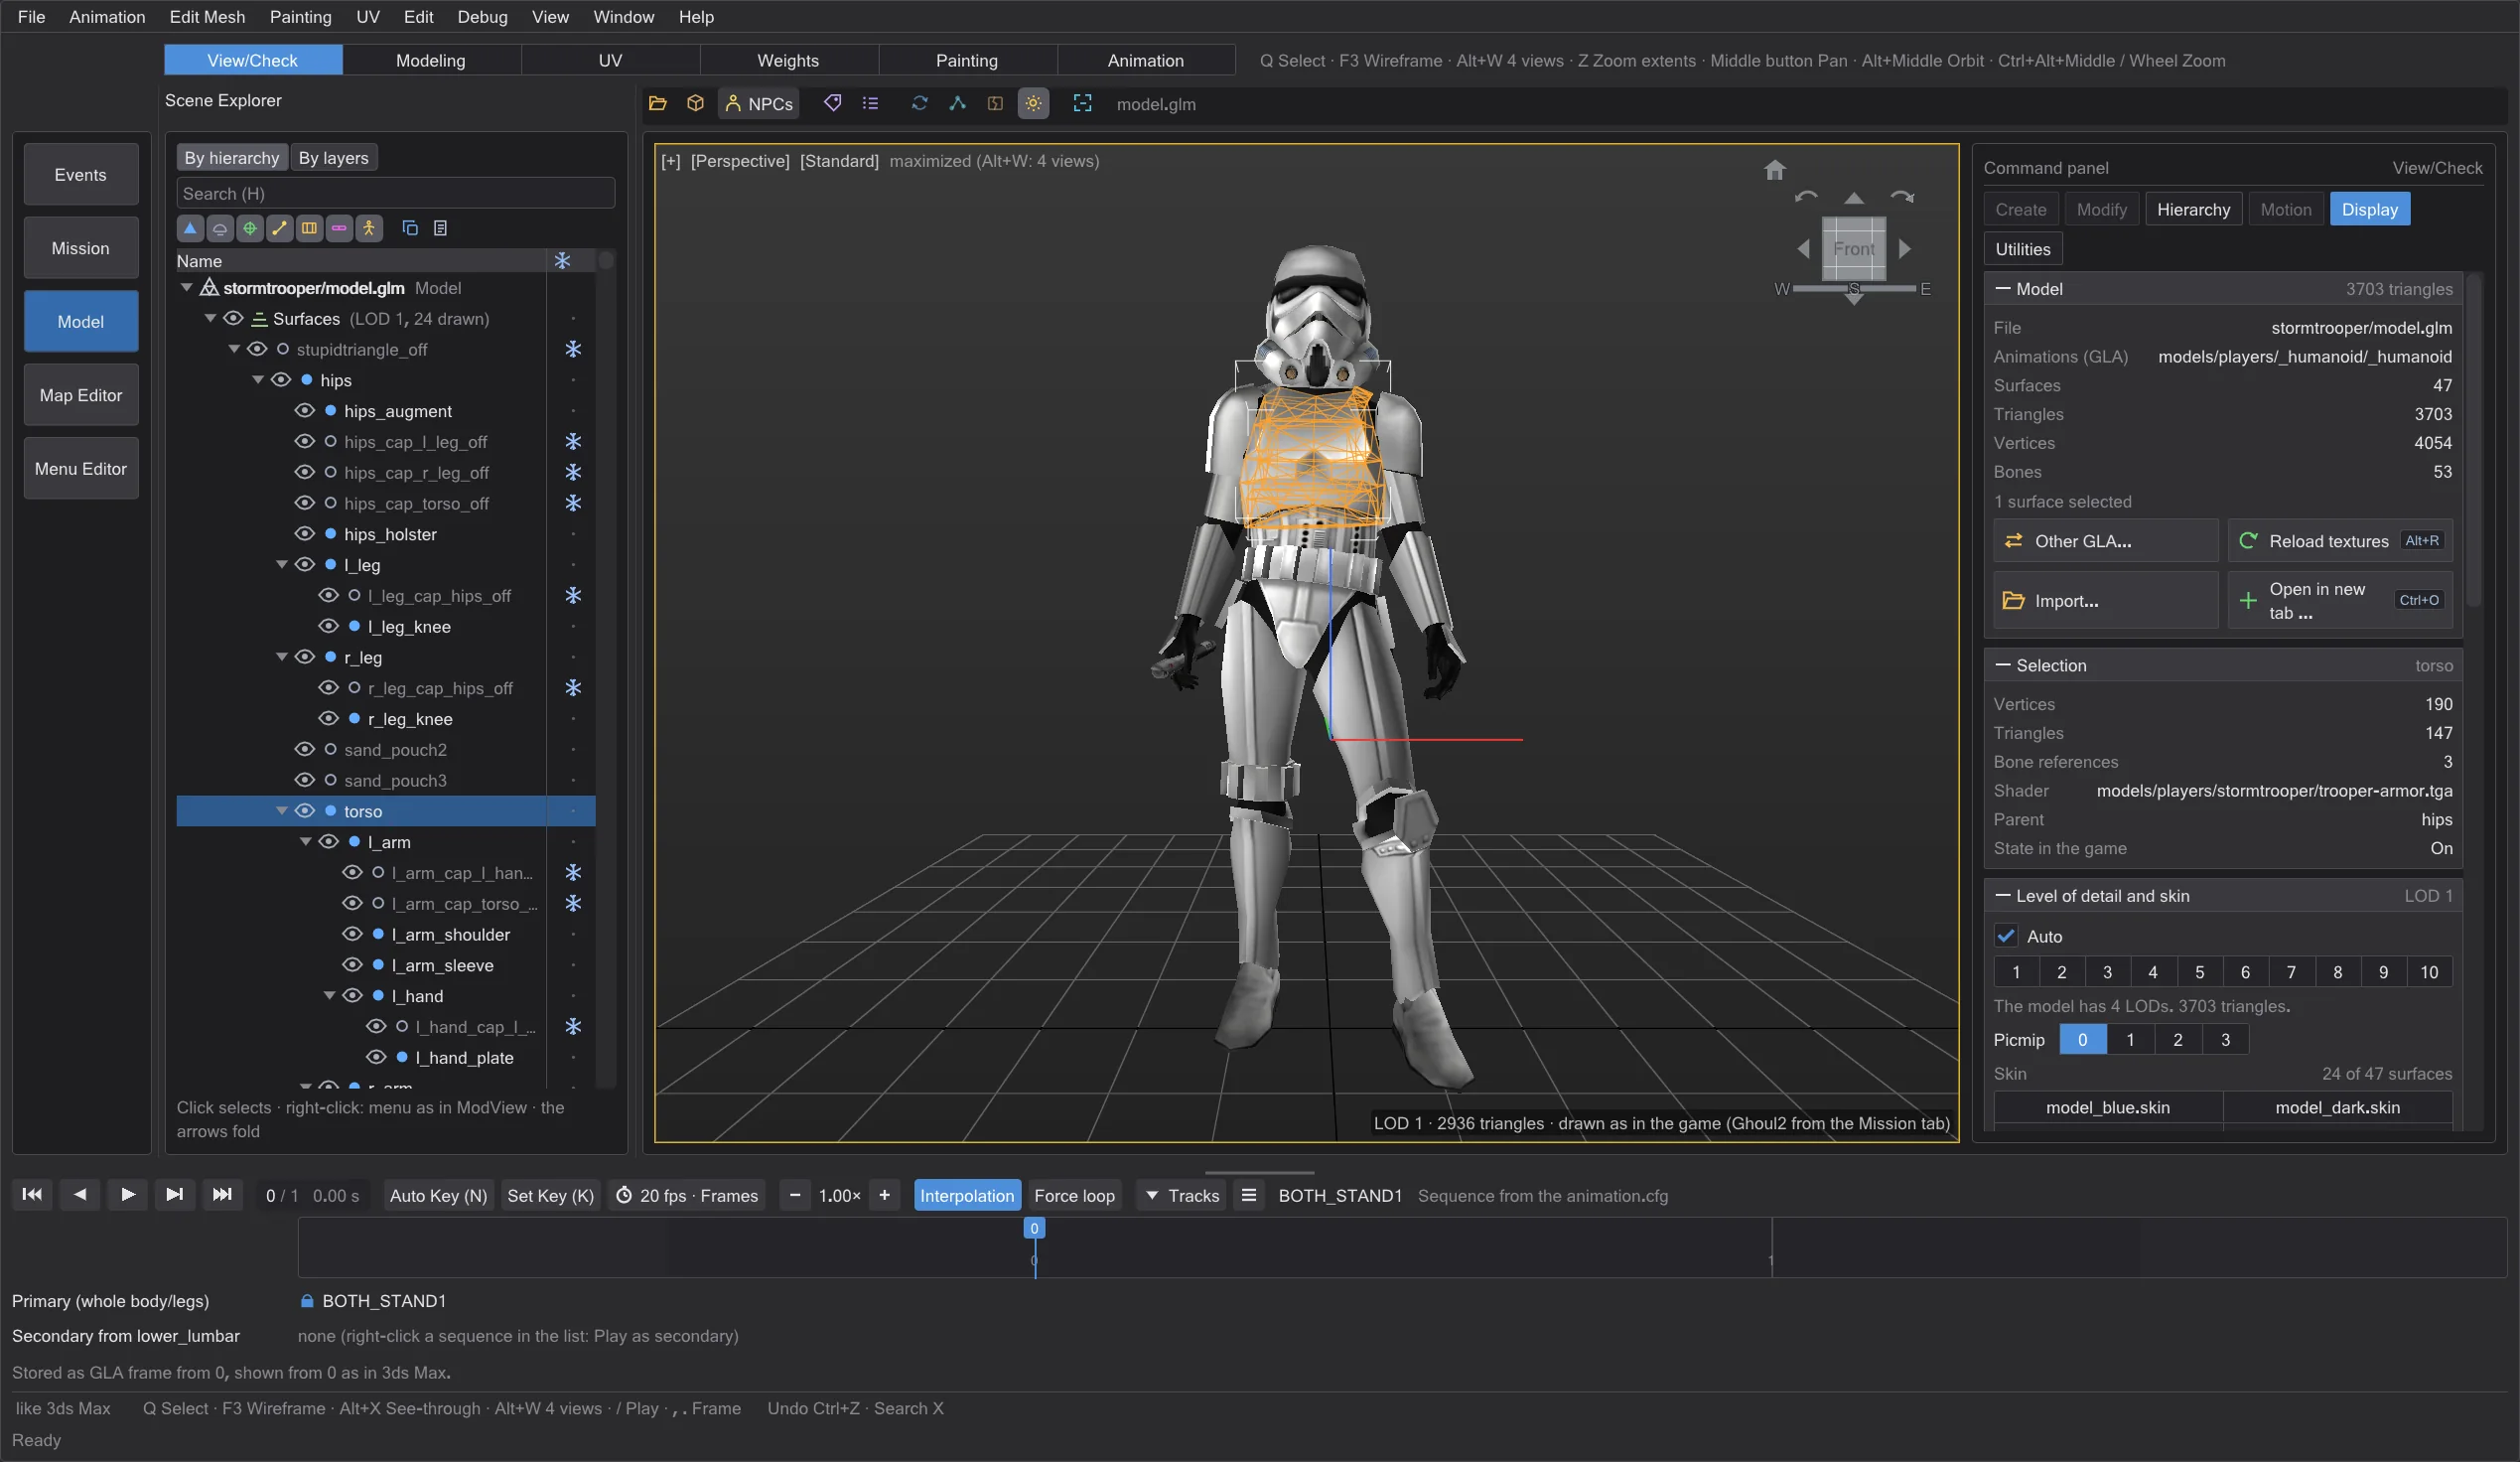 File Animation Edit Mesh Painting UV Edit Debug View Window Help
View/Check Modeling UV Weights Painting Animation Q Select · F3 Wireframe · Alt+W 4 views · Z Zoom extents · Middle button Pan · Alt+Middle Orbit · Ctrl+Alt+Middle / Wheel Zoom
Scene Explorer
NPCs model.glm
Events
Mission
Model
Map Editor
Menu Editor
By hierarchy By layers
Search (H)
Name
stormtrooper/model.glm Model
Surfaces (LOD 1, 24 drawn)
stupidtriangle_off
hips
hips_augment
hips_cap_l_leg_off
hips_cap_r_leg_off
hips_cap_torso_off
hips_holster
l_leg
l_leg_cap_hips_off
l_leg_knee
r_leg
r_leg_cap_hips_off
r_leg_knee
sand_pouch2
sand_pouch3
torso
l_arm
l_arm_cap_l_han...
l_arm_cap_torso_...
l_arm_shoulder
l_arm_sleeve
l_hand
l_hand_cap_l_...
l_hand_plate
r_arm
Click selects · right-click: menu as in ModView · the
arrows fold
[+] [Perspective] [Standard] maximized (Alt+W: 4 views)
Front
W S E
LOD 1 · 2936 triangles · drawn as in the game (Ghoul2 from the Mission tab)
Command panel View/Check
Create Modify Hierarchy Motion Display
Utilities
Model 3703 triangles
File stormtrooper/model.glm
Animations (GLA) models/players/_humanoid/_humanoid
Surfaces 47
Triangles 3703
Vertices 4054
Bones 53
1 surface selected
Other GLA... Reload textures Alt+R
Import... Open in new
tab ... Ctrl+O
Selection torso
Vertices 190
Triangles 147
Bone references 3
Shader models/players/stormtrooper/trooper-armor.tga
Parent hips
State in the game On
Level of detail and skin LOD 1
Auto
1 2 3 4 5 6 7 8 9 10
The model has 4 LODs. 3703 triangles.
Picmip 0 1 2 3
Skin 24 of 47 surfaces
model_blue.skin model_dark.skin
0 / 1 0.00 s Auto Key (N) Set Key (K) 20 fps · Frames − 1.00× + Interpolation Force loop Tracks BOTH_STAND1 Sequence from the animation.cfg
0
0 1
Primary (whole body/legs) BOTH_STAND1
Secondary from lower_lumbar none (right-click a sequence in the list: Play as secondary)
Stored as GLA frame from 0, shown from 0 as in 3ds Max.
like 3ds Max Q Select · F3 Wireframe · Alt+X See-through · Alt+W 4 views · / Play · , . Frame Undo Ctrl+Z · Search X
Ready